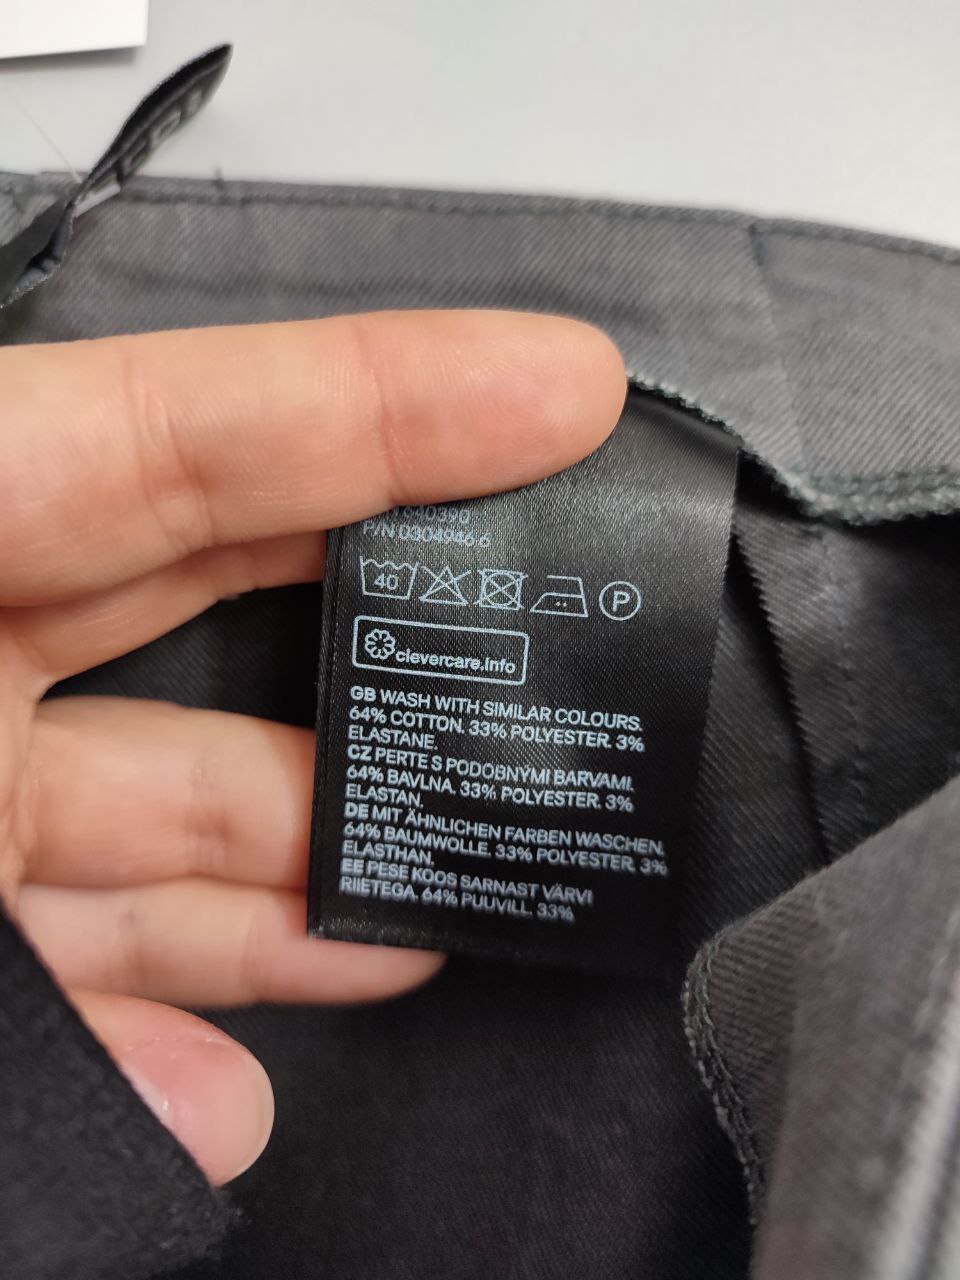 P/N 0304946 6
40
P
clevercare.info
GB WASH WITH SIMILAR COLOURS.
64% COTTON. 33% POLYESTER. 3%
ELASTANE.
CZ PERTE S PODOBNÝMI BARVAMI.
64% BAVLNA. 33% POLYESTER. 3%
ELASTAN.
DE MIT ÄHNLICHEN FARBEN WASCHEN.
64% BAUMWOLLE. 33% POLYESTER. 3%
ELASTHAN.
EE PESE KOOS SARNAST VÄRVI
RIIETEGA. 64% PUUVILL. 33%